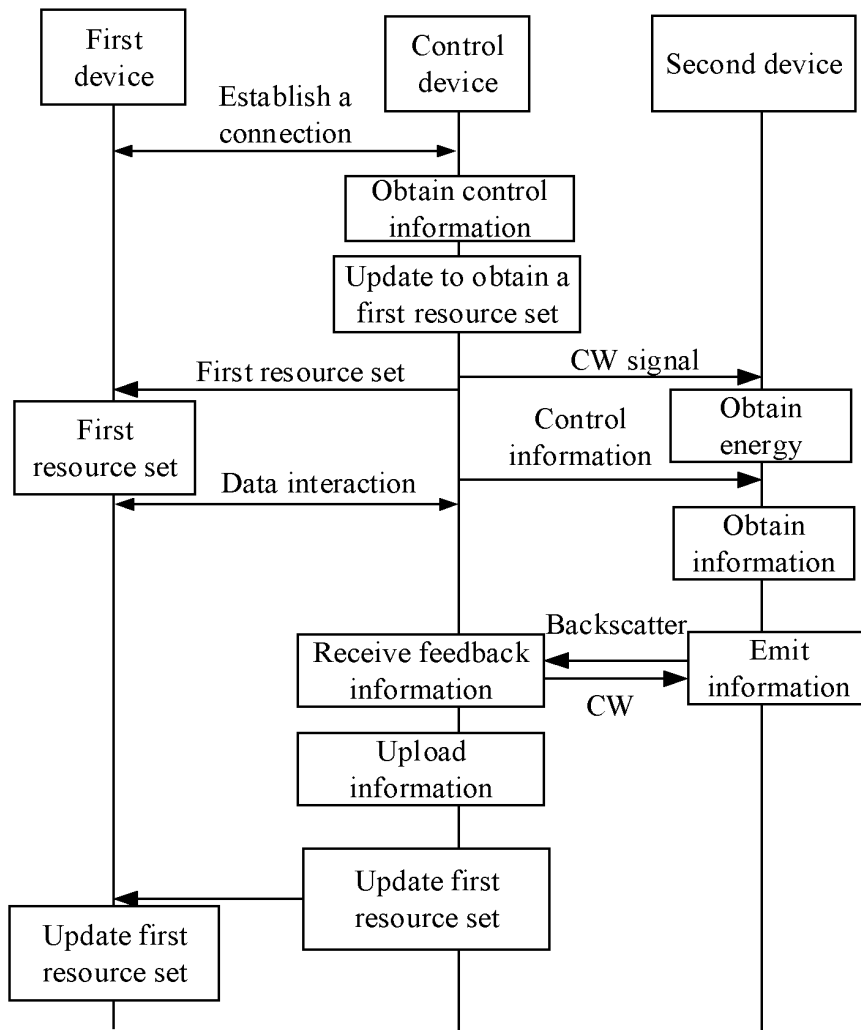 First
device
Control
device
Second device
Establish a
connection
Obtain control
information
Update to obtain a
first resource set
First resource set
CW signal
First
resource set
Control
information
Obtain
energy
Data interaction
Obtain
information
Backscatter
Receive feedback
information
Emit
information
CW
Upload
information
Update first
resource set
Update first
resource set